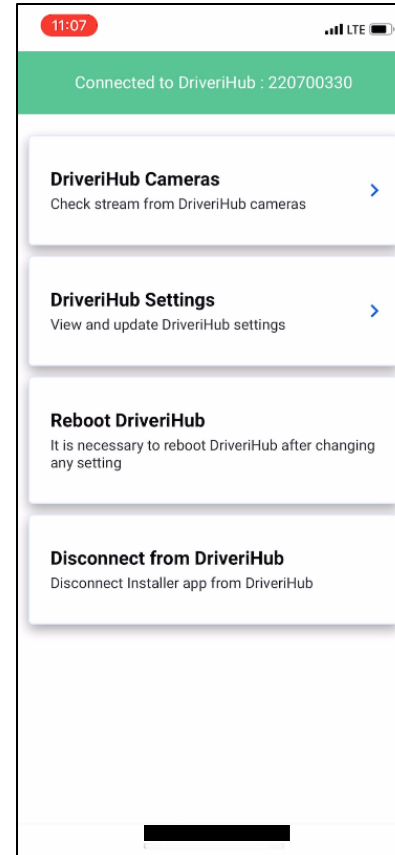 11:07
LTE
Connected to DriveriHub : 220700330
DriveriHub Cameras
Check stream from DriveriHub cameras
DriveriHub Settings
View and update DriveriHub settings
Reboot DriveriHub
It is necessary to reboot DriveriHub after changing
any setting
Disconnect from DriveriHub
Disconnect Installer app from DriveriHub